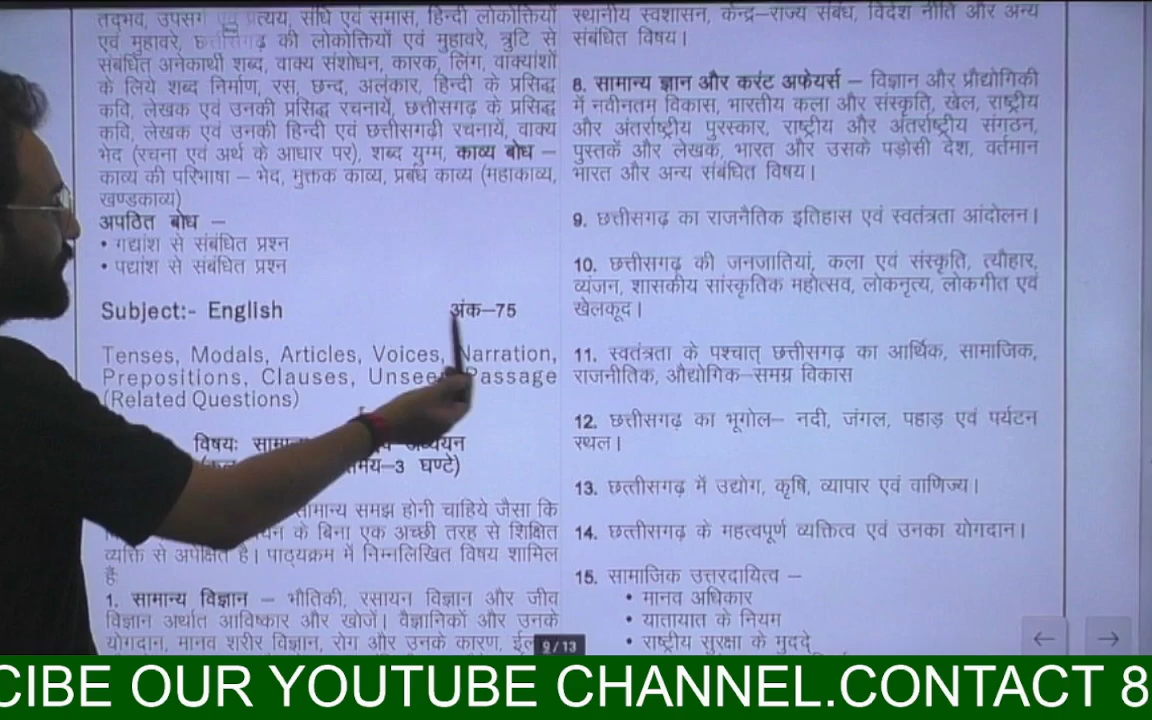 तद्भव, उपसर्ग एवं प्रत्यय, संधि एवं समास, हिन्दी लोकोक्तियों
एवं मुहावरे, छत्तीसगढ़ की लोकोक्तियों एवं मुहावरे, त्रुटि से
संबंधित अनेकार्थी शब्द, वाक्य संशोधन, कारक, लिंग, वाक्यांशों
के लिये शब्द निर्माण, रस, छन्द, अलंकार, हिन्दी के प्रसिद्ध
कवि, लेखक एवं उनकी प्रसिद्ध रचनायें, छत्तीसगढ़ के प्रसिद्ध
कवि, लेखक एवं उनकी हिन्दी एवं छत्तीसगढ़ी रचनायें, वाक्य
भेद (रचना एवं अर्थ के आधार पर), शब्द युग्म, काव्य बोध –
काव्य की परिभाषा – भेद, मुक्तक काव्य, प्रबंध काव्य (महाकाव्य,
खण्डकाव्य)
अपठित बोध –
• गद्यांश से संबंधित प्रश्न
• पद्यांश से संबंधित प्रश्न
Subject:- English अंक–75
Tenses, Modals, Articles, Voices, Narration,
Prepositions, Clauses, Unseen Passage
(Related Questions)
विषयः अध्ययन
समय–3 घण्टे)
सामान्य समझ होनी चाहिये जैसा कि
के बिना एक अच्छी तरह से शिक्षित
व्यक्ति से अपेक्षित है। पाठ्यक्रम में निम्नलिखित विषय शामिल
हैं
1. सामान्य विज्ञान – भौतिकी, रसायन विज्ञान और जीव
विज्ञान अर्थात आविष्कार और खोजें। वैज्ञानिकों और उनके
योगदान, मानव शरीर विज्ञान, रोग और उनके कारण,
स्थानीय स्वशासन, केन्द्र–राज्य संबंध, विदेश नीति और अन्य
संबंधित विषय।
8. सामान्य ज्ञान और करंट अफेयर्स – विज्ञान और प्रौद्योगिकी
में नवीनतम विकास, भारतीय कला और संस्कृति, खेल, राष्ट्रीय
और अंतर्राष्ट्रीय पुरस्कार, राष्ट्रीय और अंतर्राष्ट्रीय संगठन,
पुस्तकें और लेखक, भारत और उसके पड़ोसी देश, वर्तमान
भारत और अन्य संबंधित विषय।
9. छत्तीसगढ़ का राजनैतिक इतिहास एवं स्वतंत्रता आंदोलन।
10. छत्तीसगढ़ की जनजातियां, कला एवं संस्कृति, त्यौहार,
व्यंजन, शासकीय सांस्कृतिक महोत्सव, लोकनृत्य, लोकगीत एवं
खेलकूद।
11. स्वतंत्रता के पश्चात् छत्तीसगढ़ का आर्थिक, सामाजिक,
राजनीतिक, औद्योगिक–समग्र विकास
12. छत्तीसगढ़ का भूगोल– नदी, जंगल, पहाड़ एवं पर्यटन
स्थल।
13. छत्तीसगढ़ में उद्योग, कृषि, व्यापार एवं वाणिज्य।
14. छत्तीसगढ़ के महत्वपूर्ण व्यक्तित्व एवं उनका योगदान।
15. सामाजिक उत्तरदायित्व –
• मानव अधिकार
• यातायात के नियम
• राष्ट्रीय सुरक्षा के मुददे
9 / 13
CIBE OUR YOUTUBE CHANNEL.CONTACT 8